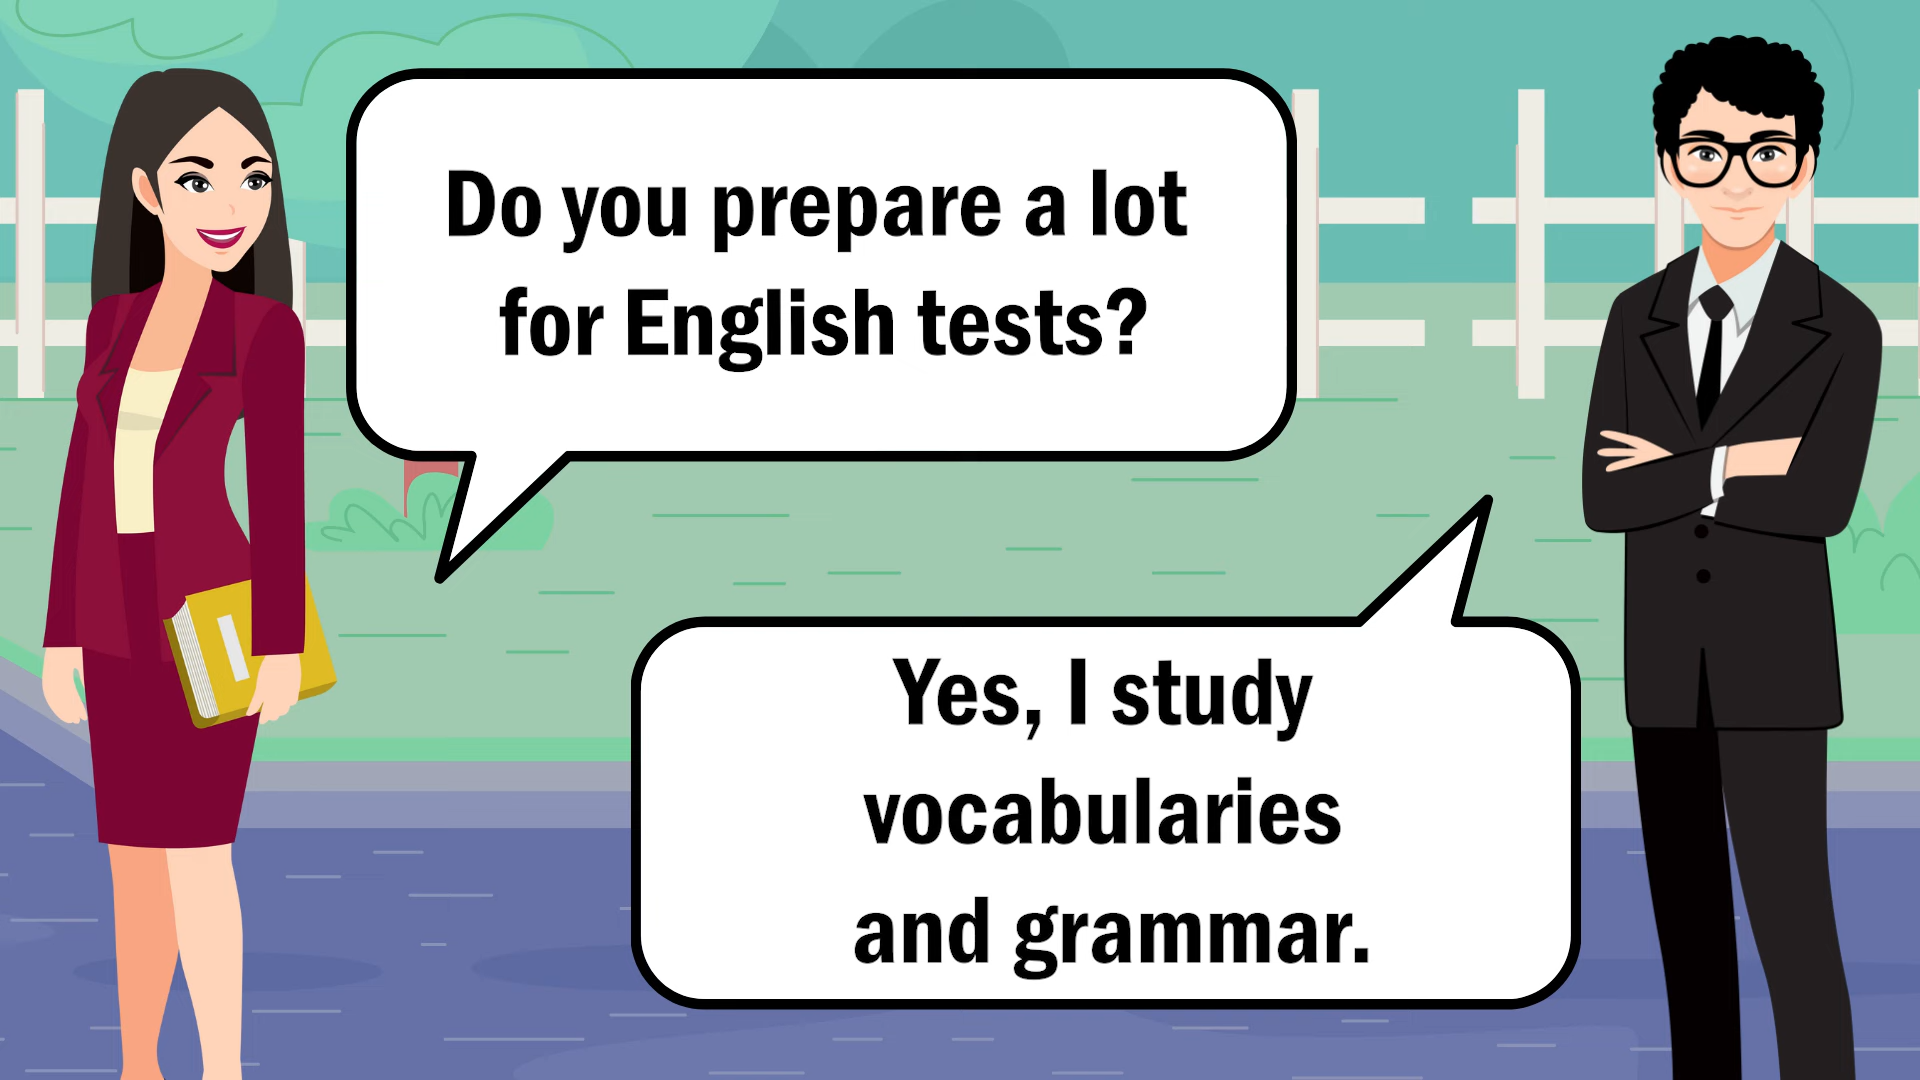 Do you prepare a lot
for English tests?
Yes, I study
vocabularies
and grammar.